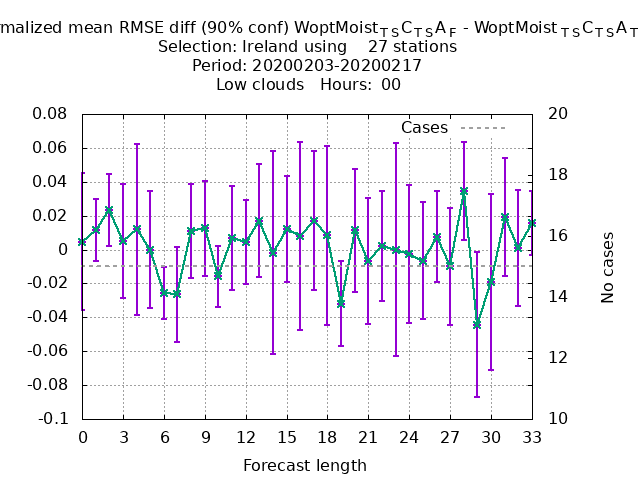 rmalized mean RMSE diff (90% conf) WoptMoist_TS C_TS A_F - WoptMoist_TS C_TS A_T
Selection: Ireland using 27 stations
Period: 20200203-20200217
Low clouds Hours: 00
Cases
0.08
0.06
0.04
0.02
0
-0.02
-0.04
-0.06
-0.08
-0.1
20
18
16
14
12
10
No cases
0 3 6 9 12 15 18 21 24 27 30 33
Forecast length